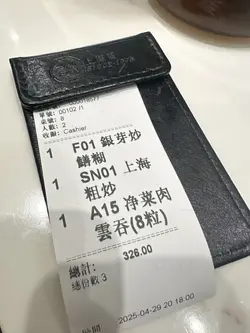 單號: 00102 八
桌號: 8
人數: 2
收銀: Cashier
1 F01 銀芽炒
鱔糊
1 SN01 上海
粗炒
1 A15 净菜肉
雲吞(8粒)
326.00
總計:
總份數 3
2025-04-29 20:18:00